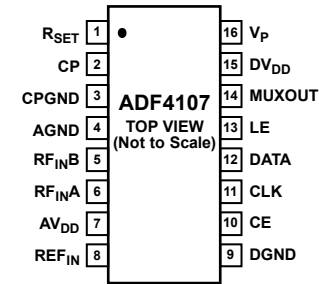 RSET 1 16 VP
CP 2 15 DVDD
CPGND 3 14 MUXOUT
ADF4107
AGND 4 TOP VIEW 13 LE
(Not to Scale)
RFINB 5 12 DATA
RFINA 6 11 CLK
AVDD 7 10 CE
REFIN 8 9 DGND